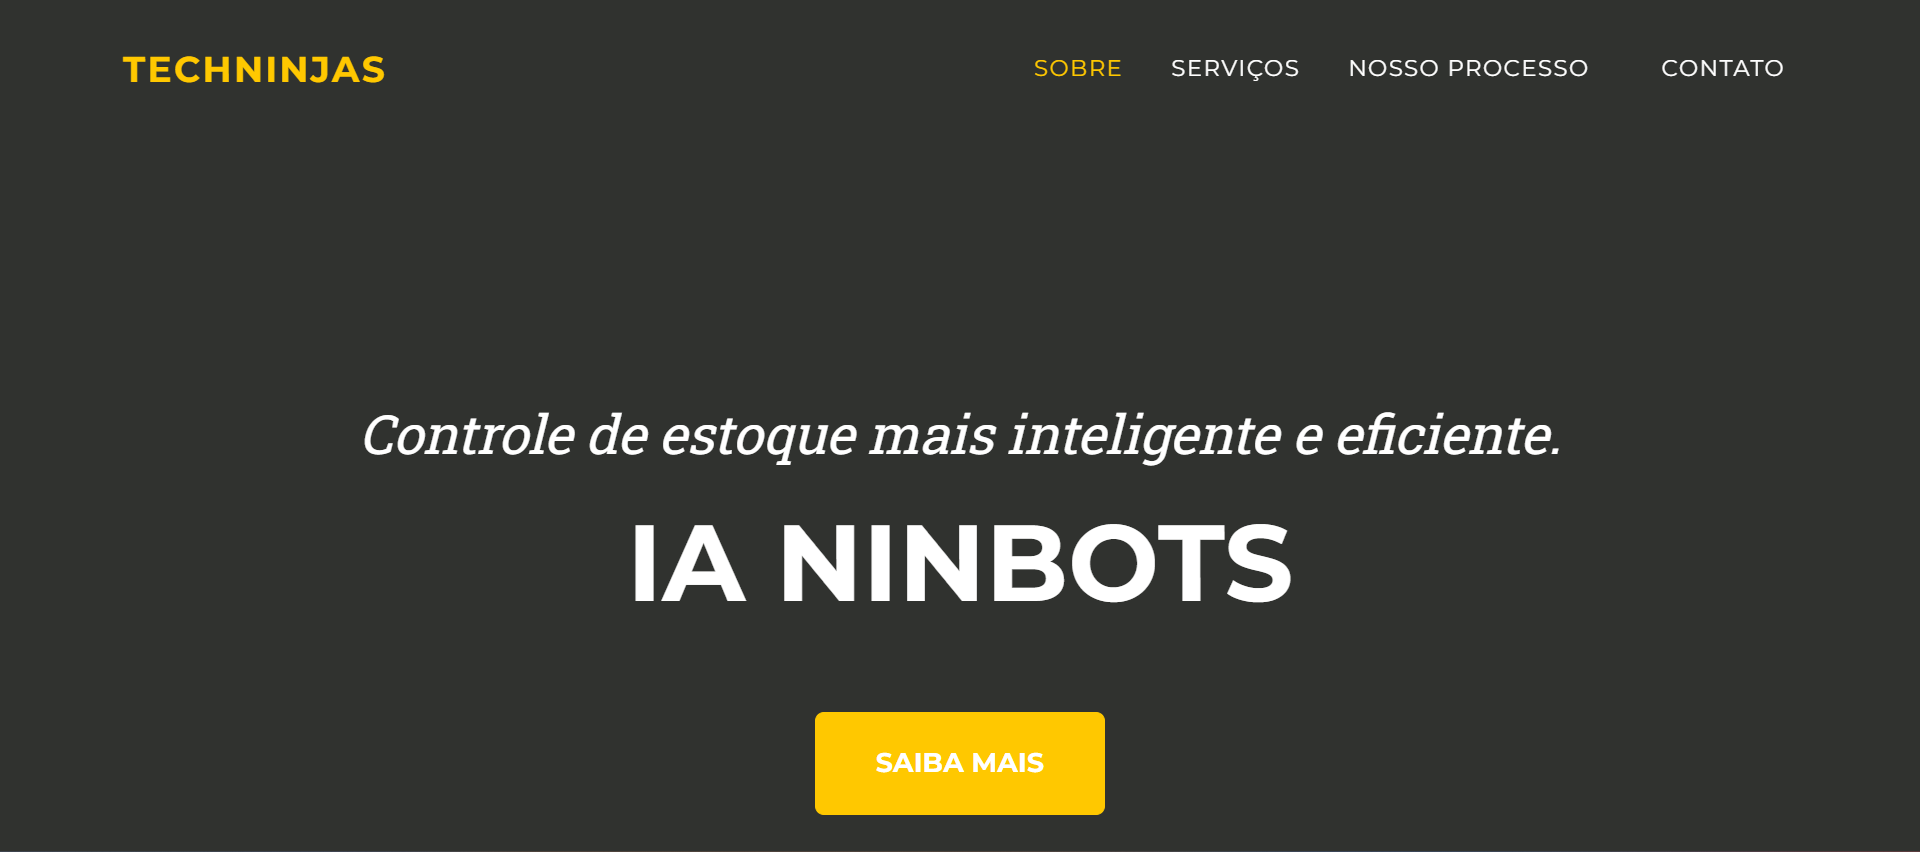 TECHNINJAS
SOBRE SERVIÇOS NOSSO PROCESSO CONTATO
Controle de estoque mais inteligente e eficiente.
IA NINBOTS
SAIBA MAIS